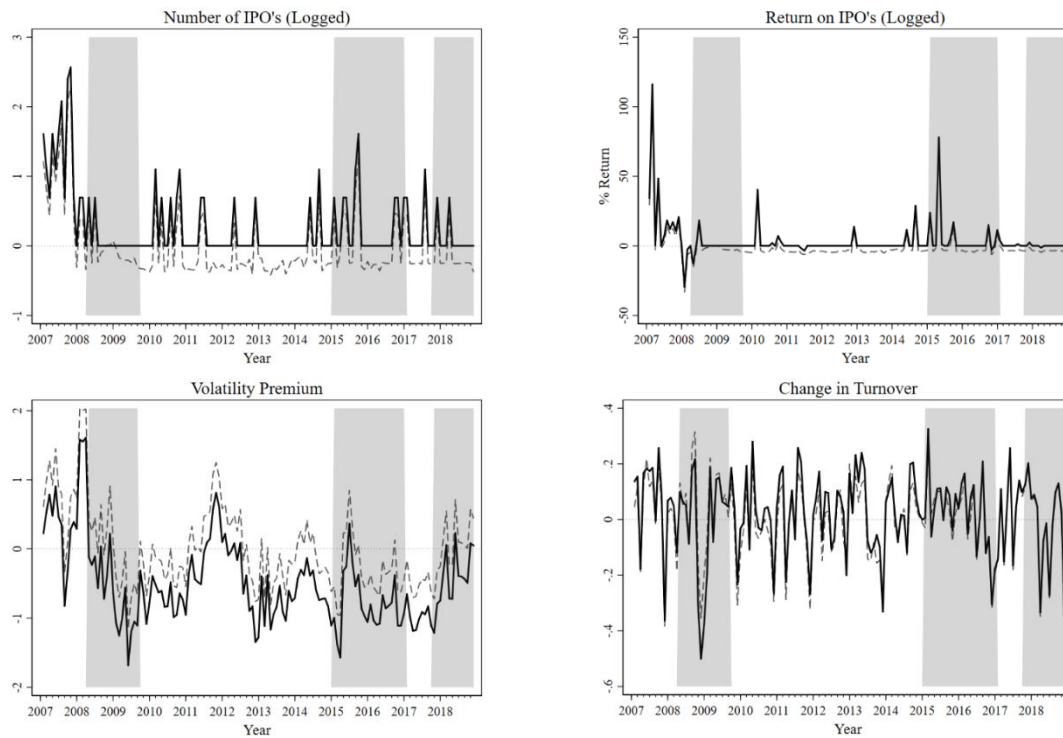 Number of IPO's (Logged)
3
2
1
0
-1
2007 2008 2009 2010 2011 2012 2013 2014 2015 2016 2017 2018
Year
Return on IPO's (Logged)
% Return
150
100
50
0
-50
2007 2008 2009 2010 2011 2012 2013 2014 2015 2016 2017 2018
Year
Volatility Premium
2
1
0
-1
-2
2007 2008 2009 2010 2011 2012 2013 2014 2015 2016 2017 2018
Year
Change in Turnover
.4
.2
0
-.2
-.4
-.6
2007 2008 2009 2010 2011 2012 2013 2014 2015 2016 2017 2018
Year